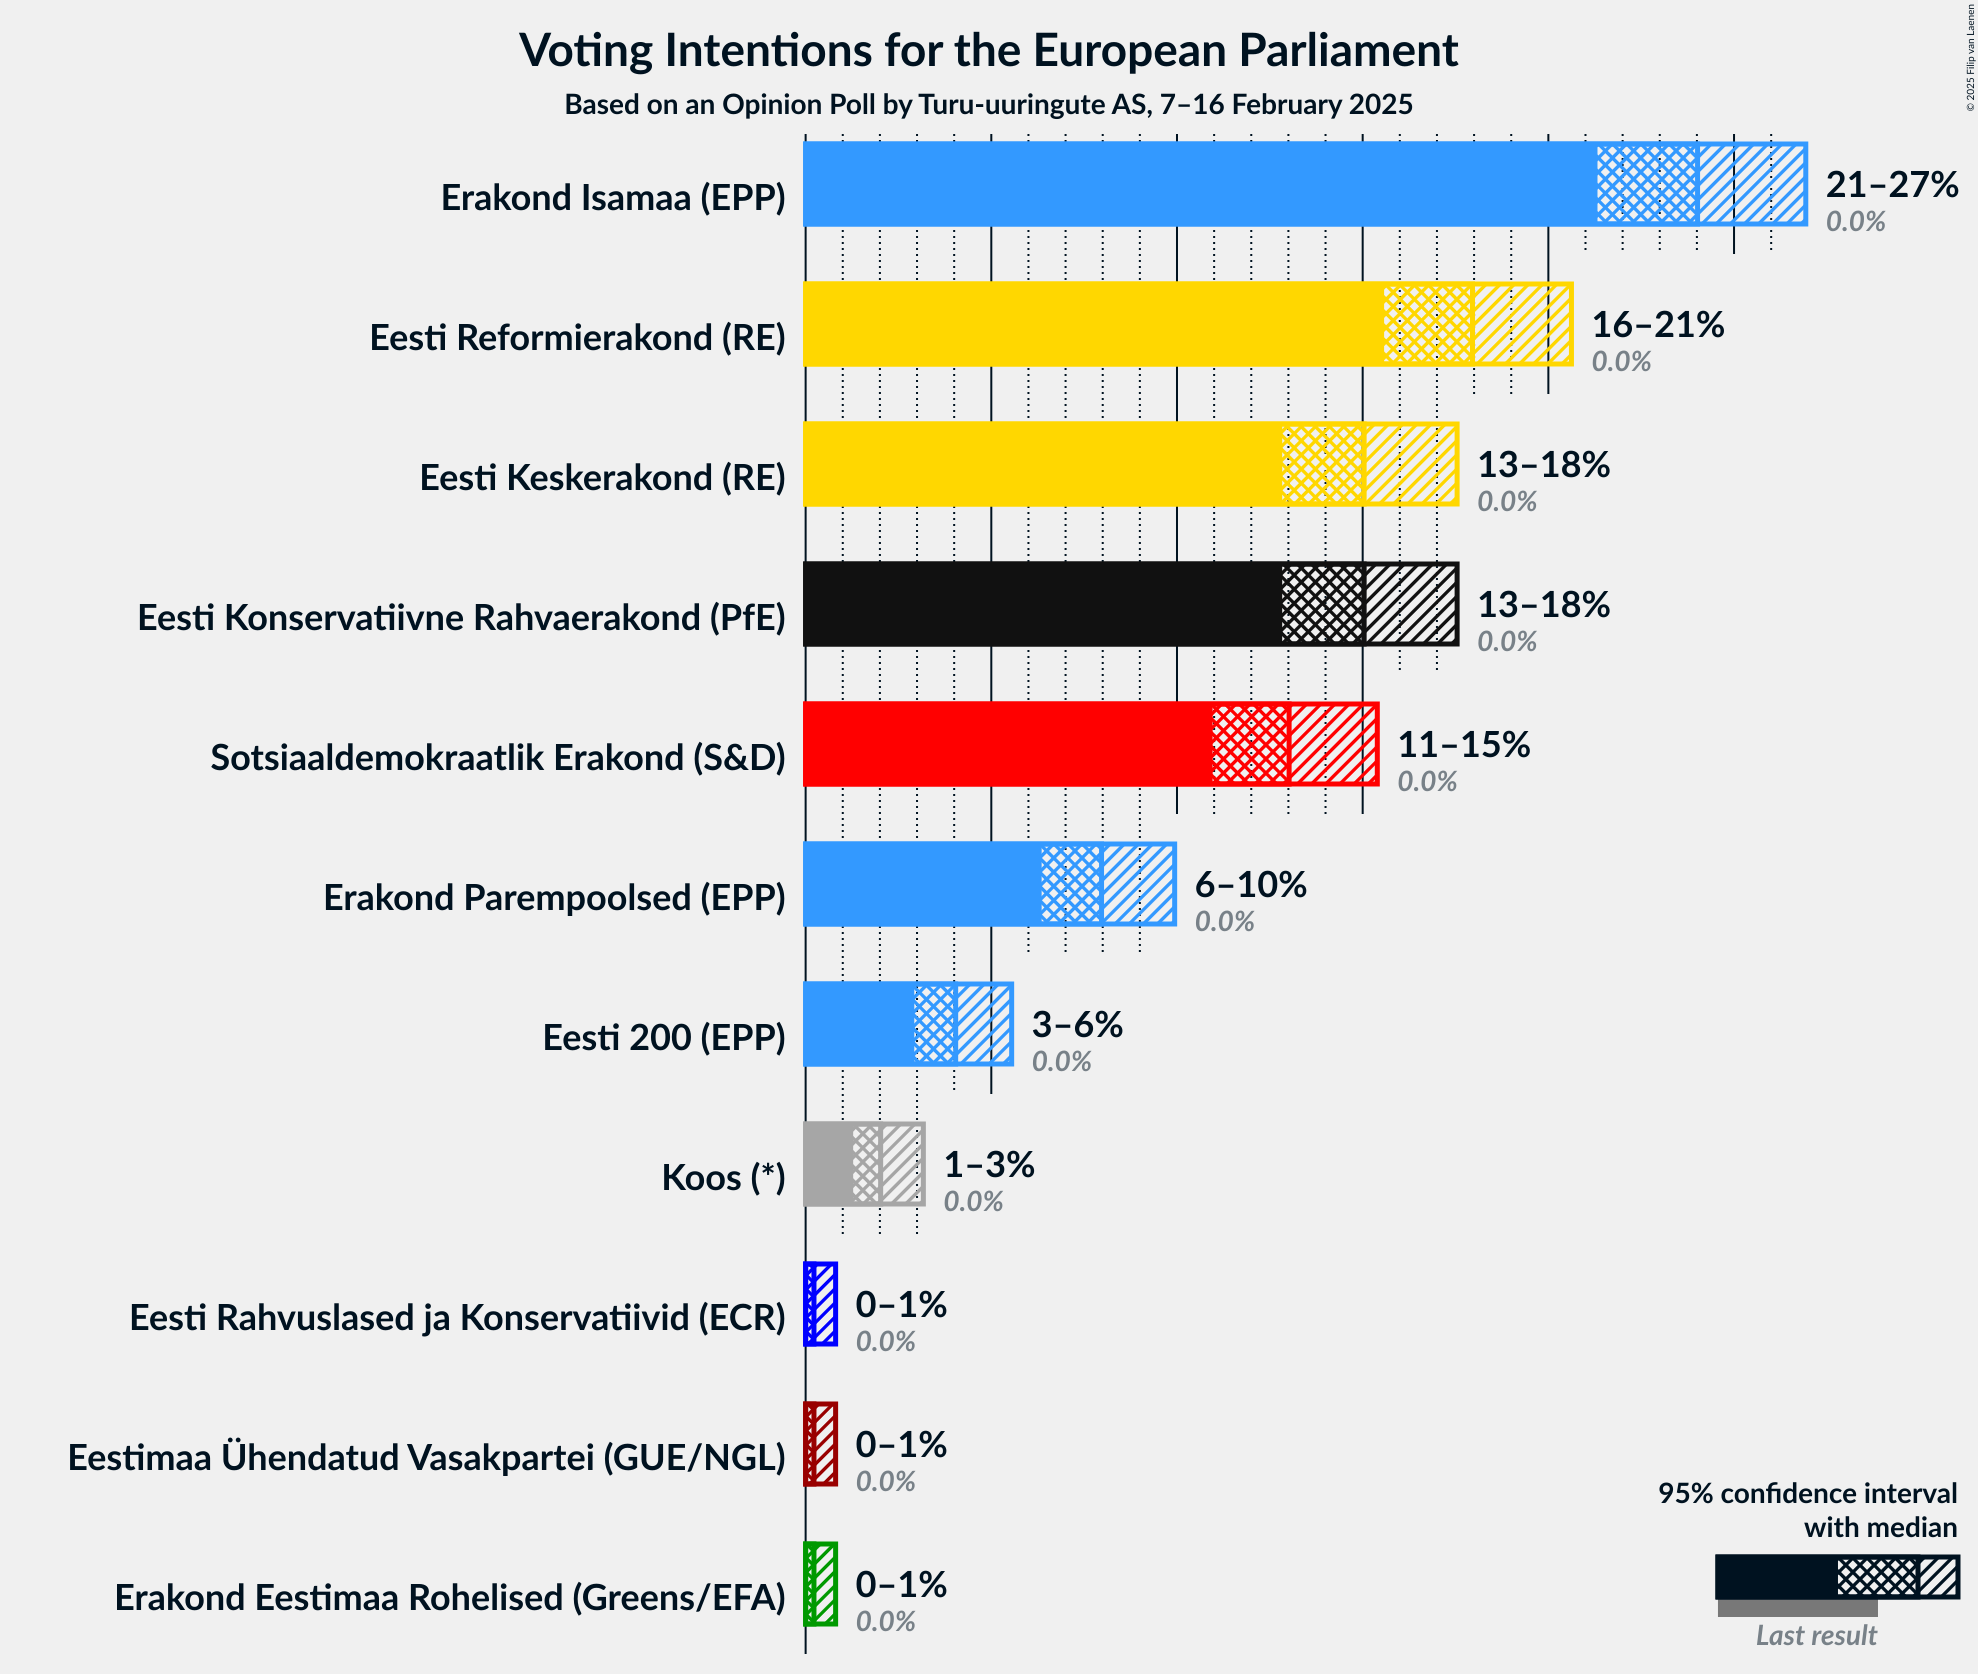 Voting Intentions for the European Parliament
Based on an Opinion Poll by Turu-uuringute AS, 7–16 February 2025
© 2025 Filip van Laenen
Erakond Isamaa (EPP)
21–27%
0.0%
Eesti Reformierakond (RE)
16–21%
0.0%
Eesti Keskerakond (RE)
13–18%
0.0%
Eesti Konservatiivne Rahvaerakond (PfE)
13–18%
0.0%
Sotsiaaldemokraatlik Erakond (S&D)
11–15%
0.0%
Erakond Parempoolsed (EPP)
6–10%
0.0%
Eesti 200 (EPP)
3–6%
0.0%
Koos (*)
1–3%
0.0%
Eesti Rahvuslased ja Konservatiivid (ECR)
0–1%
0.0%
Eestimaa Ühendatud Vasakpartei (GUE/NGL)
0–1%
0.0%
Erakond Eestimaa Rohelised (Greens/EFA)
0–1%
0.0%
95% confidence interval
with median
Last result